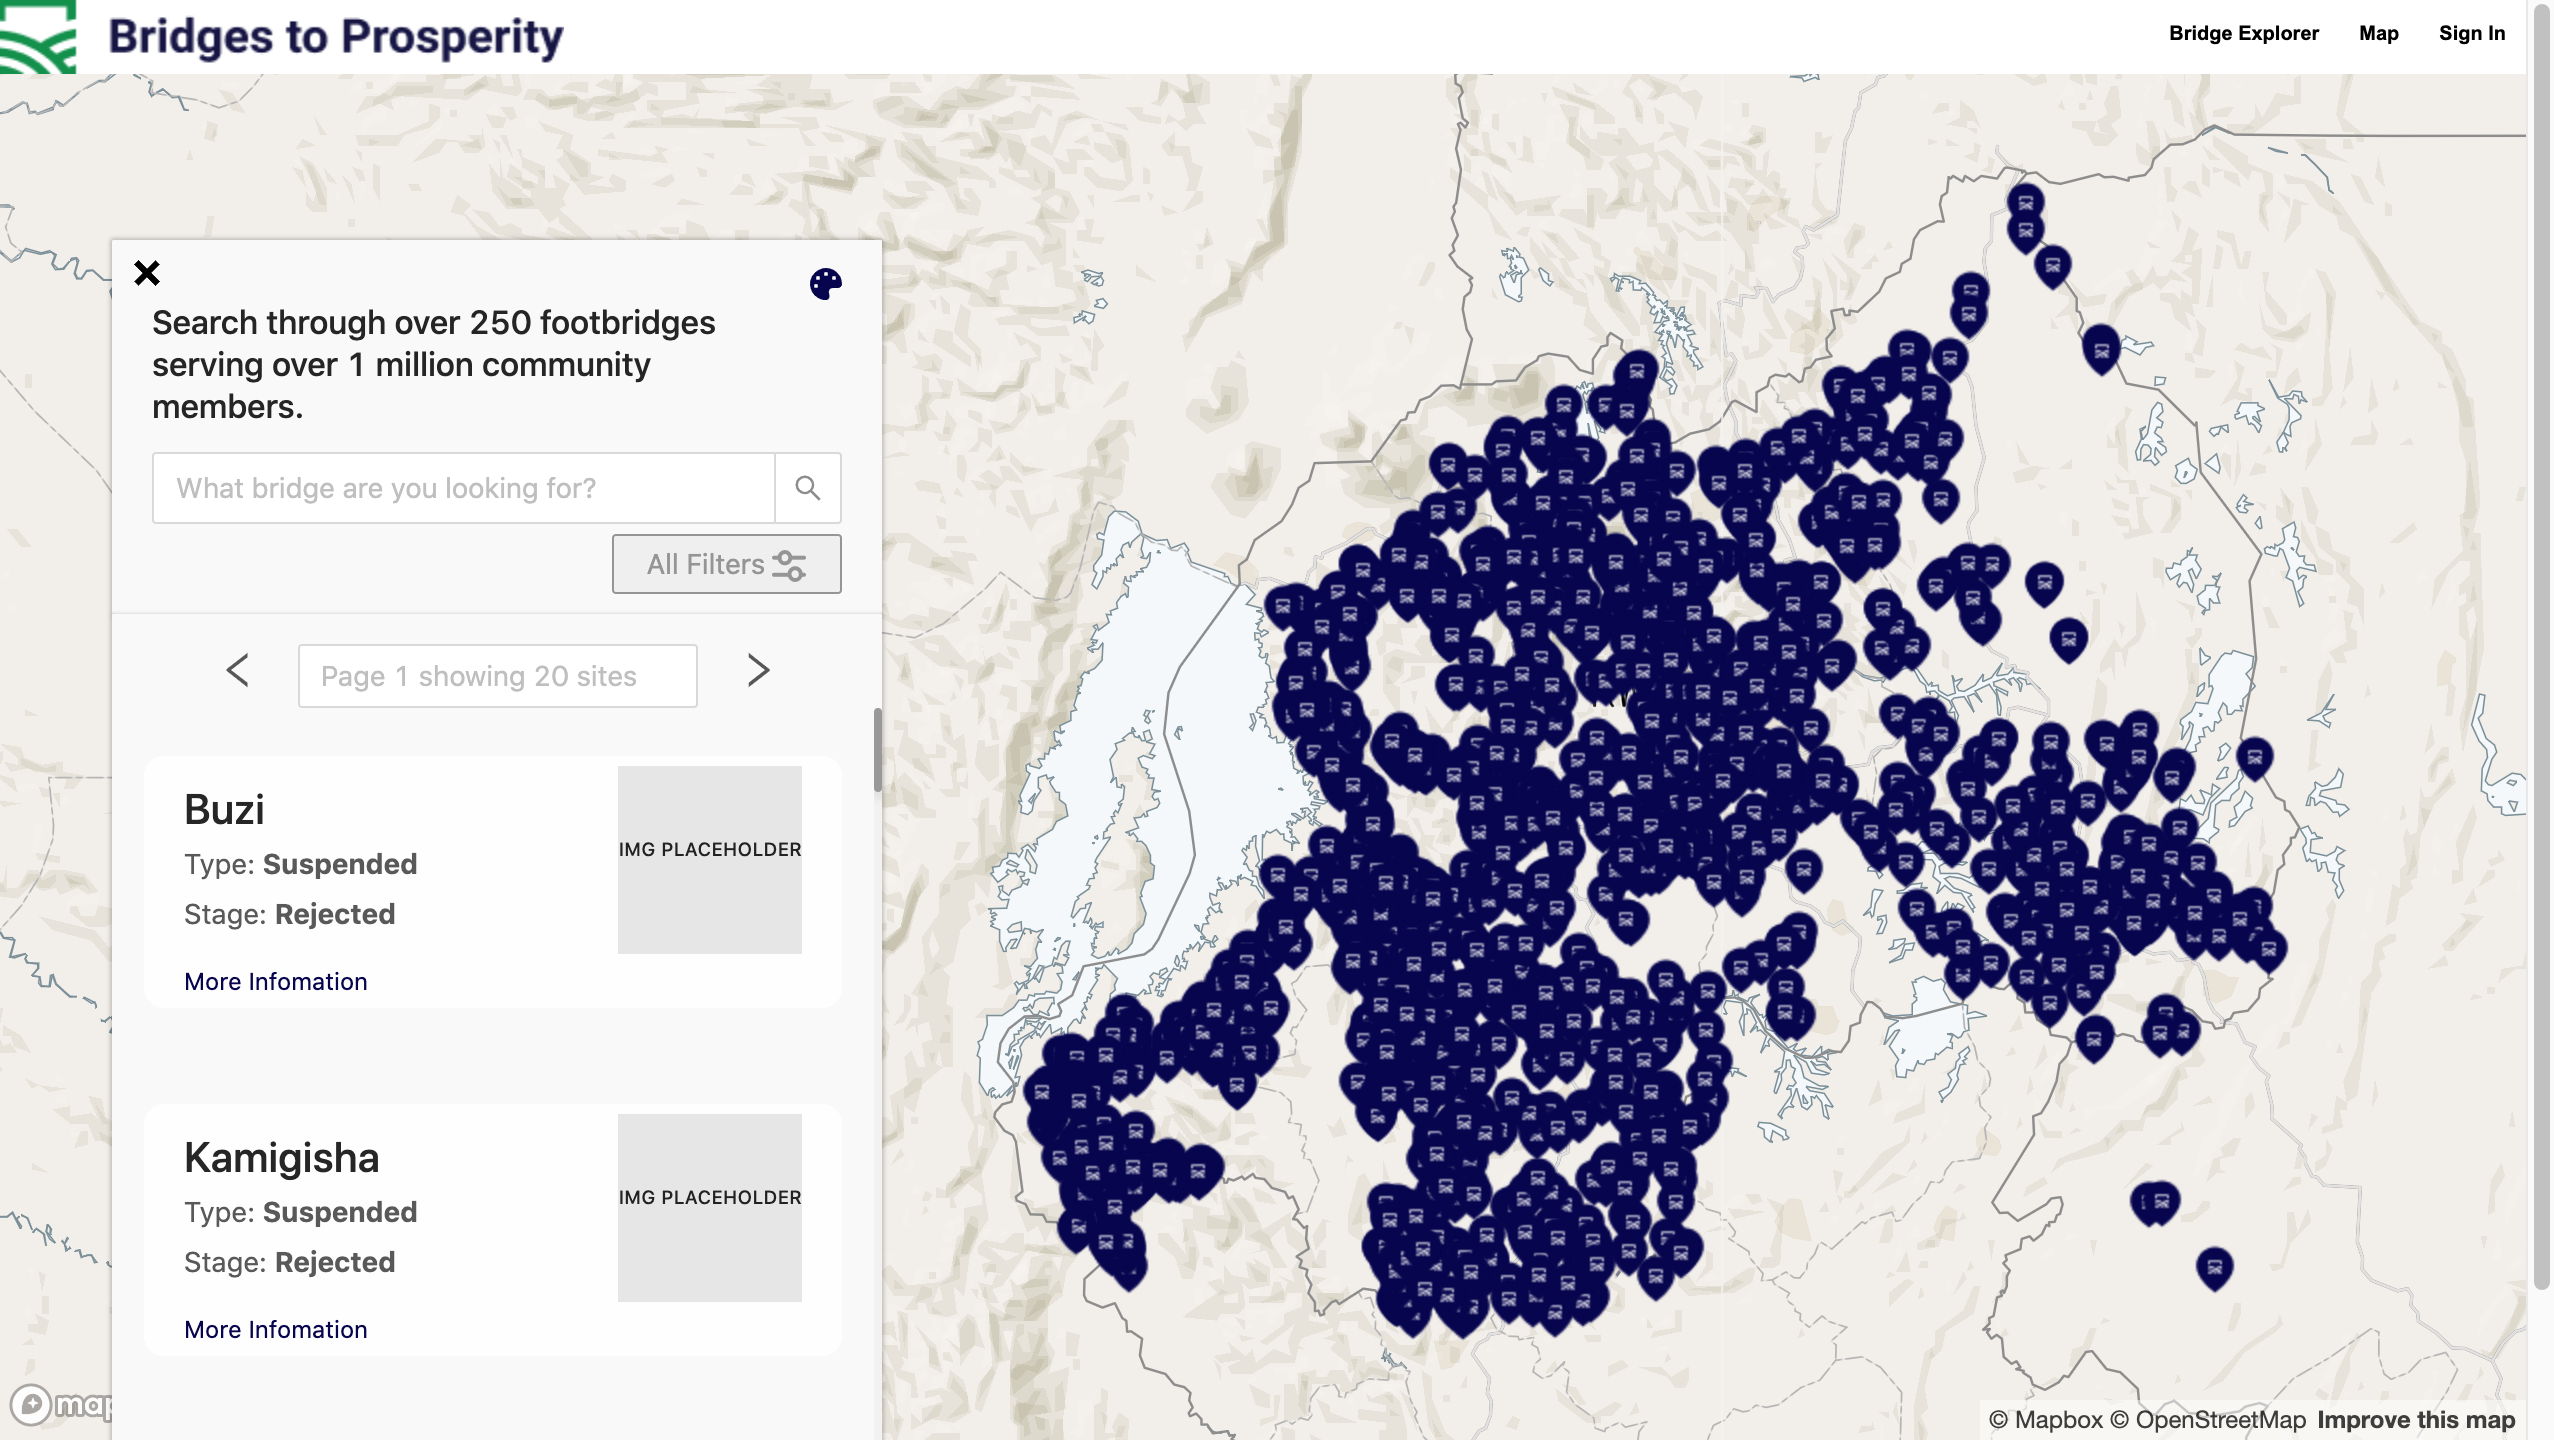 Bridges to Prosperity
Bridge Explorer
Map
Sign In
Search through over 250 footbridges
serving over 1 million community
members.
What bridge are you looking for?
All Filters
Page 1 showing 20 sites
Buzi
Type: Suspended
Stage: Rejected
More Infomation
IMG PLACEHOLDER
Kamigisha
Type: Suspended
Stage: Rejected
More Infomation
IMG PLACEHOLDER
© Mapbox © OpenStreetMap Improve this map